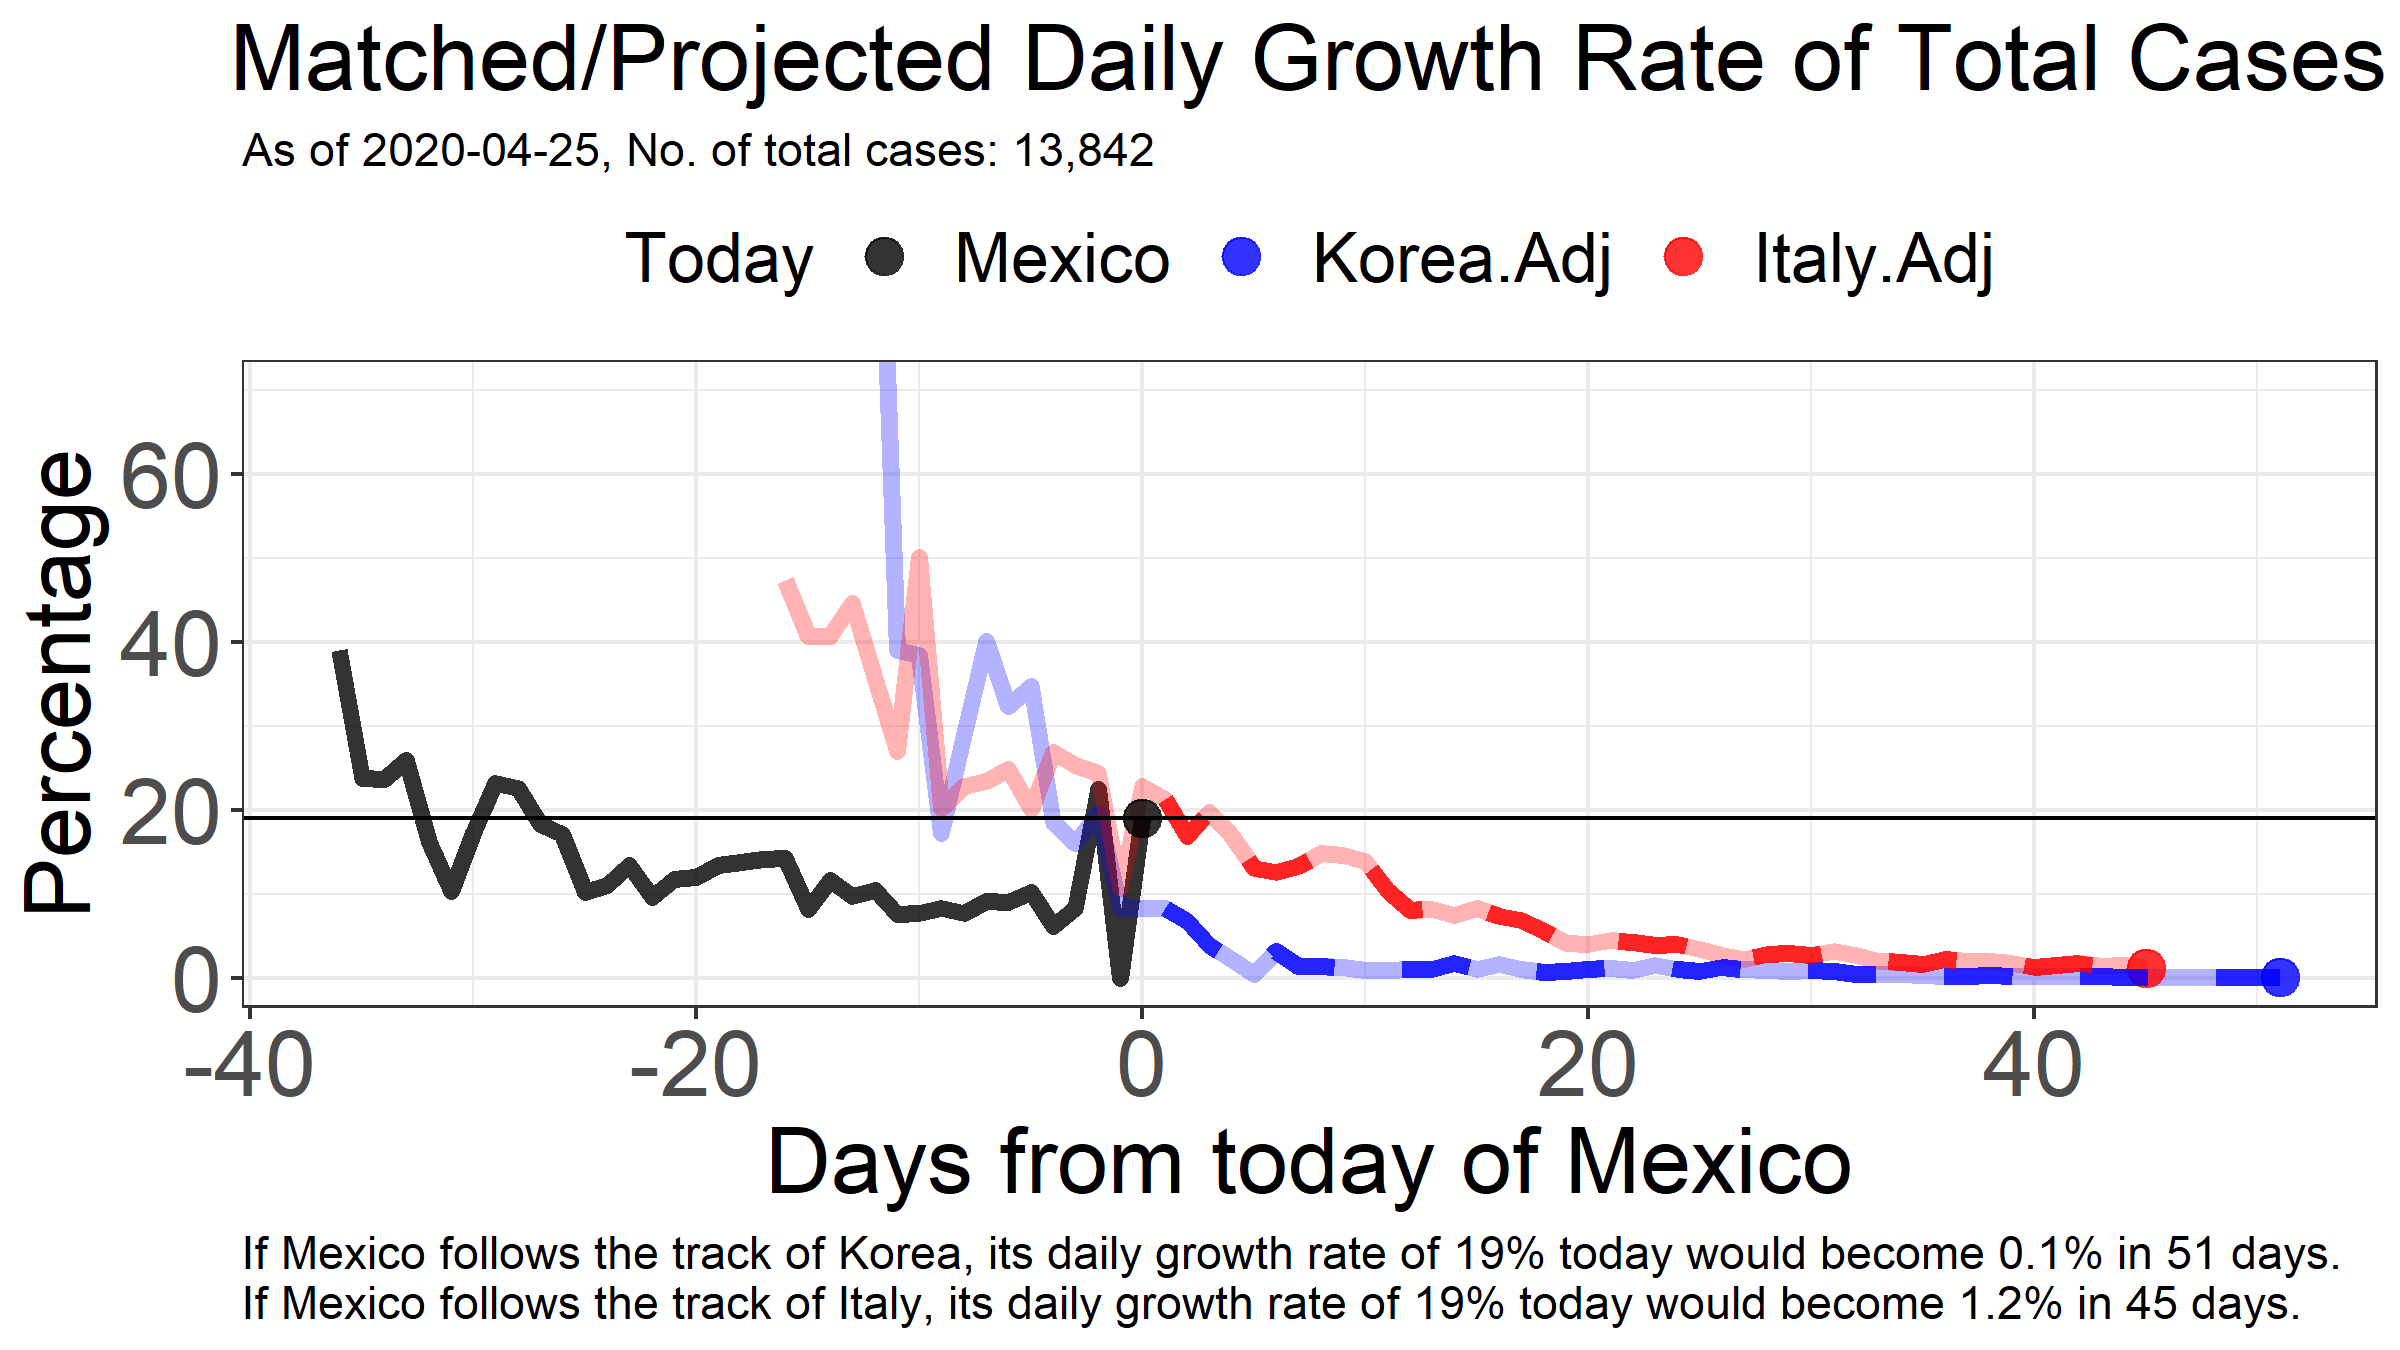 Matched/Projected Daily Growth Rate of Total Cases
As of 2020-04-25, No. of total cases: 13,842
Today Mexico Korea.Adj Italy.Adj
Percentage
60
40
20
0
-40 -20 0 20 40
Days from today of Mexico
If Mexico follows the track of Korea, its daily growth rate of 19% today would become 0.1% in 51 days.
If Mexico follows the track of Italy, its daily growth rate of 19% today would become 1.2% in 45 days.